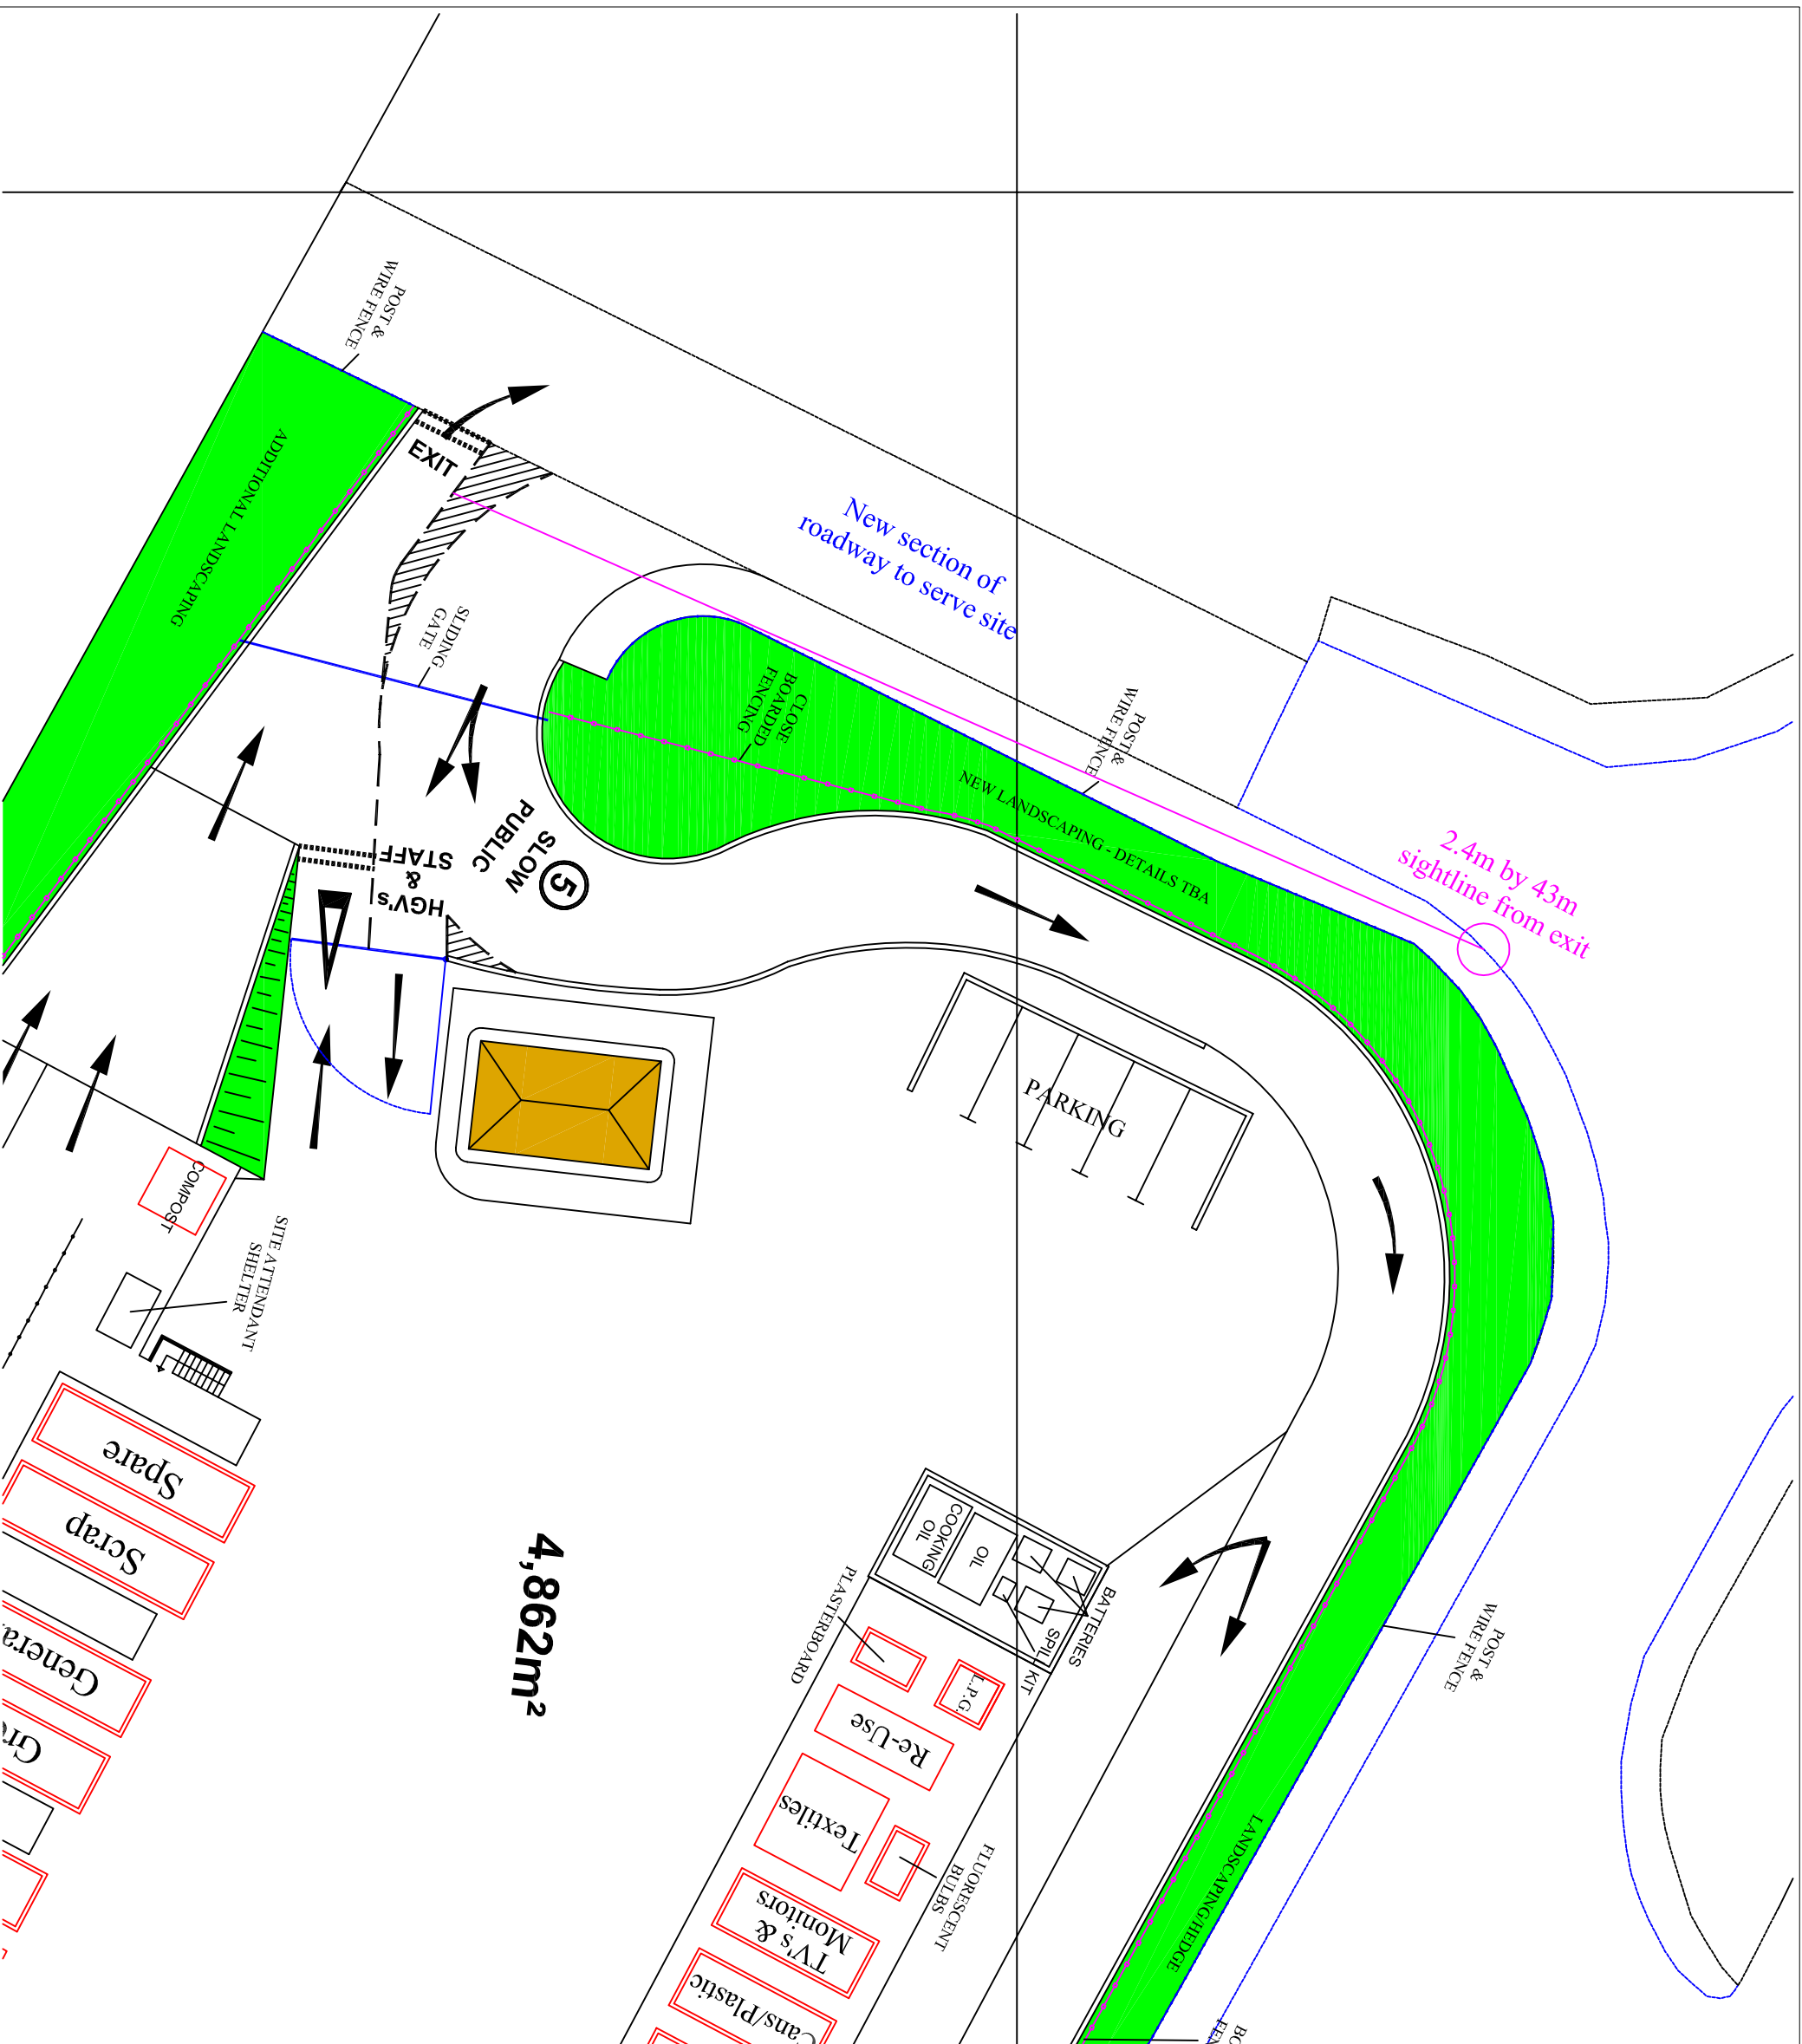 POST &
WIRE FENCE
ADDITIONAL LANDSCAPING
EXIT
New section of
roadway to serve site
SLIDING
GATE
CLOSE
BOARDED
FENCING
POST &
WIRE FENCE
NEW LANDSCAPING - DETAILS TBA
2.4m by 43m
sightline from exit
SLOW
PUBLIC
5
STAFF
&
HGV's
PARKING
COMPOST
SITE ATTENDANT
SHELTER
Spare
Scrap
4,862m²
COOKING
OIL
OIL
BATTERIES
SPILL KIT
PLASTERBOARD
L.P.G.
Re-Use
Textiles
FLUORESCENT
BULBS
TV's &
Monitors
Cans/Plastic
POST &
WIRE FENCE
LANDSCAPING/HEDGE